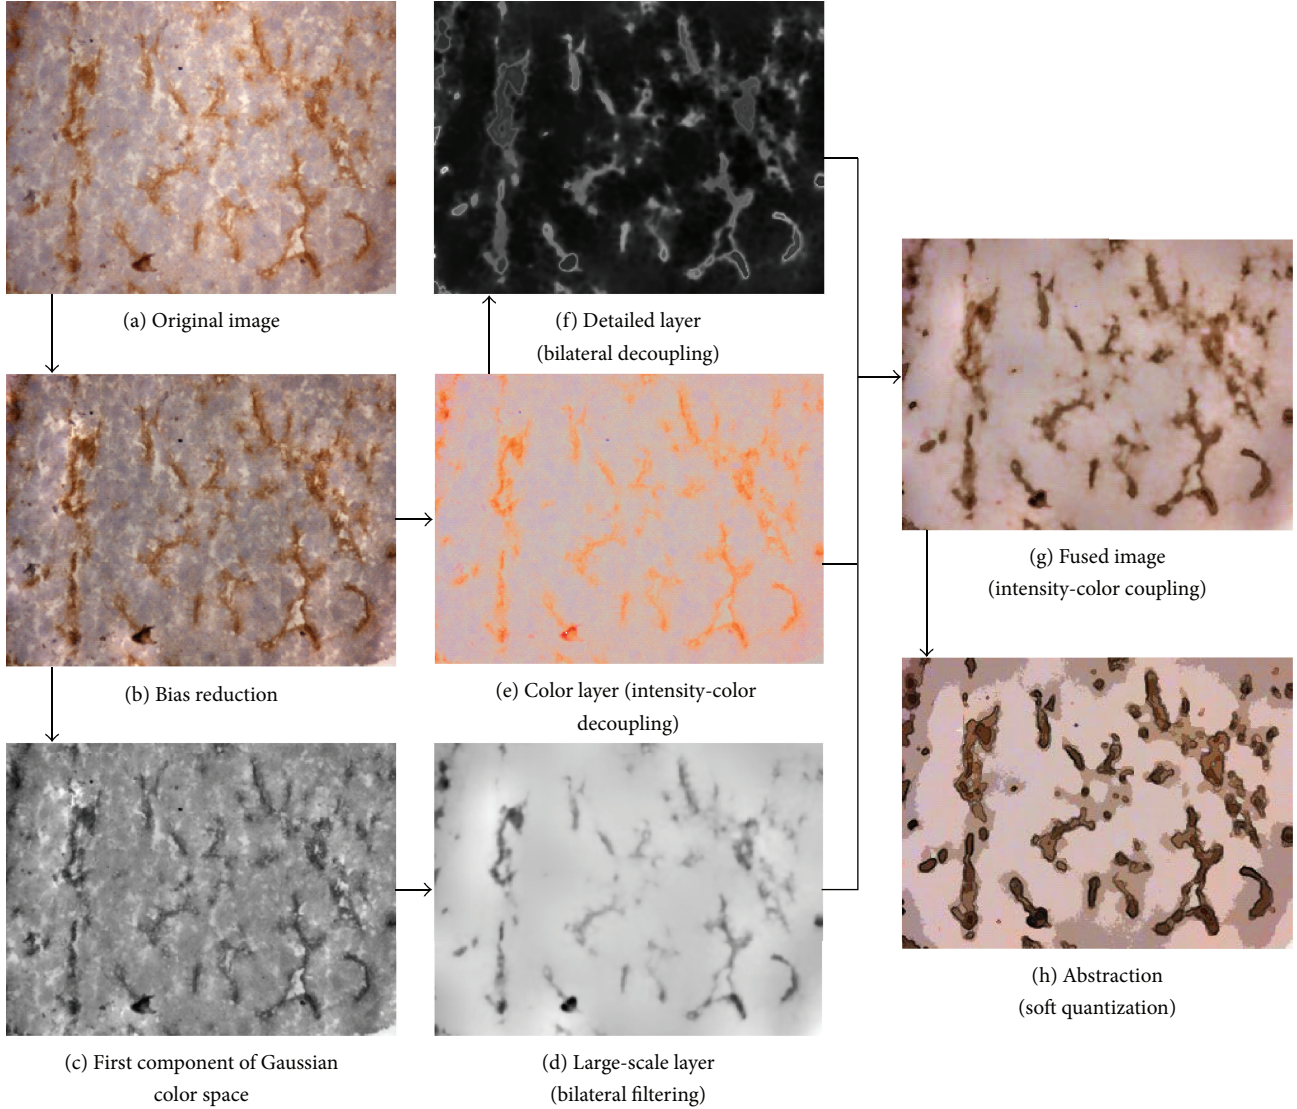 (a) Original image
(f) Detailed layer
(bilateral decoupling)
(g) Fused image
(intensity-color coupling)
(b) Bias reduction
(e) Color layer (intensity-color
decoupling)
(h) Abstraction
(soft quantization)
(c) First component of Gaussian
color space
(d) Large-scale layer
(bilateral filtering)